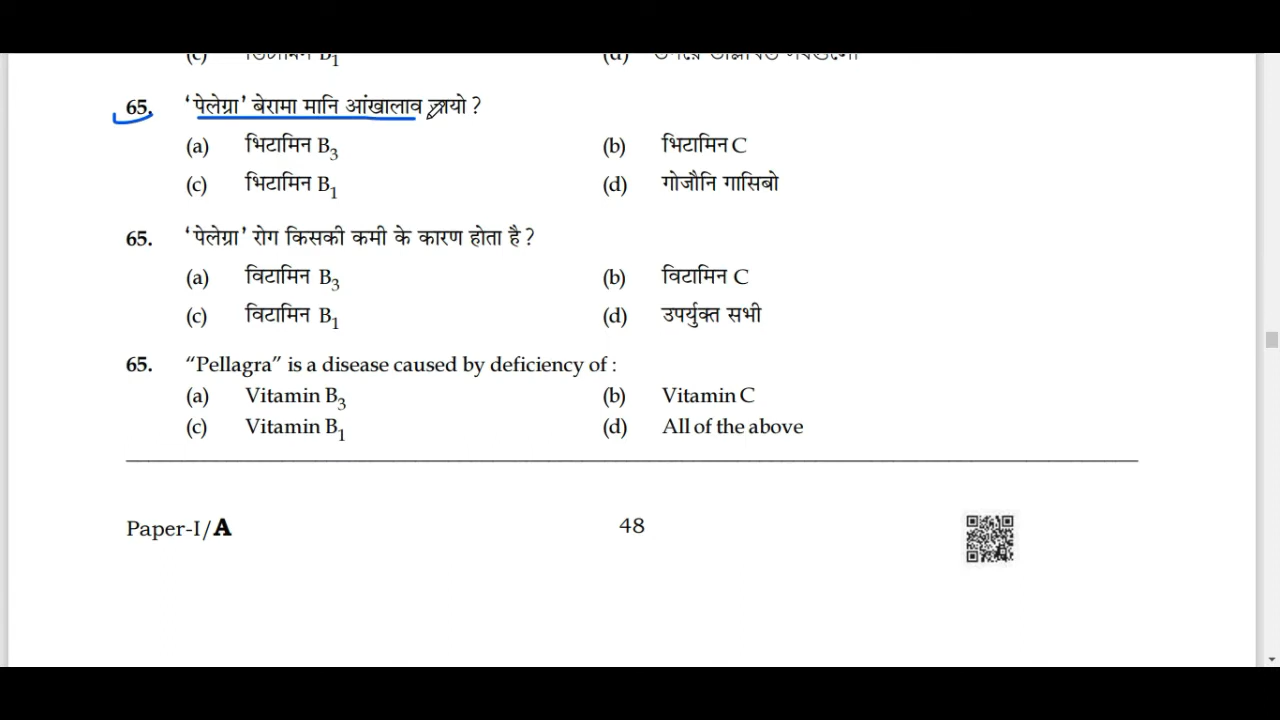 (c) भिटामिन B1 (d)
65. ‘पेलेग्रा’ बेरामा मानि आंखालाव जायो ?
(a) भिटामिन B3 (b) भिटामिन C
(c) भिटामिन B1 (d) गोजौनि गासिबो
65. ‘पेलेग्रा’ रोग किसकी कमी के कारण होता है ?
(a) विटामिन B3 (b) विटामिन C
(c) विटामिन B1 (d) उपर्युक्त सभी
65. “Pellagra” is a disease caused by deficiency of :
(a) Vitamin B3 (b) Vitamin C
(c) Vitamin B1 (d) All of the above
Paper-I/A 48